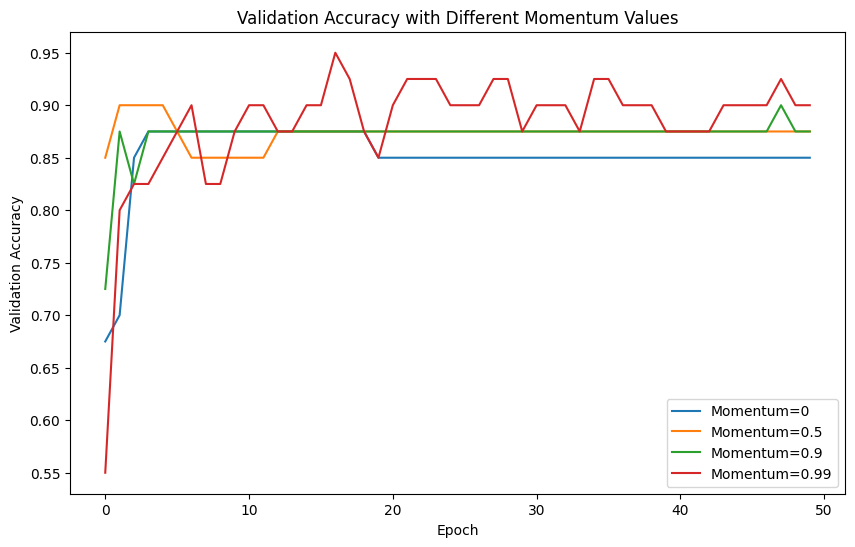 Validation Accuracy with Different Momentum Values
0.95
0.90
0.85
0.80
0.75
0.70
0.65
0.60
0.55
Validation Accuracy
Momentum=0
Momentum=0.5
Momentum=0.9
Momentum=0.99
0 10 20 30 40 50
Epoch